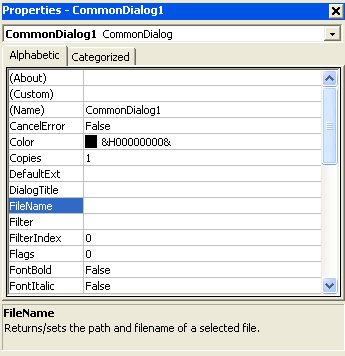 Properties - CommonDialog1
CommonDialog1 CommonDialog
Alphabetic Categorized
(About)
(Custom)
(Name) CommonDialog1
CancelError False
Color &H00000000&
Copies 1
DefaultExt
DialogTitle
FileName
Filter
FilterIndex 0
Flags 0
FontBold False
FontItalic False
FileName
Returns/sets the path and filename of a selected file.